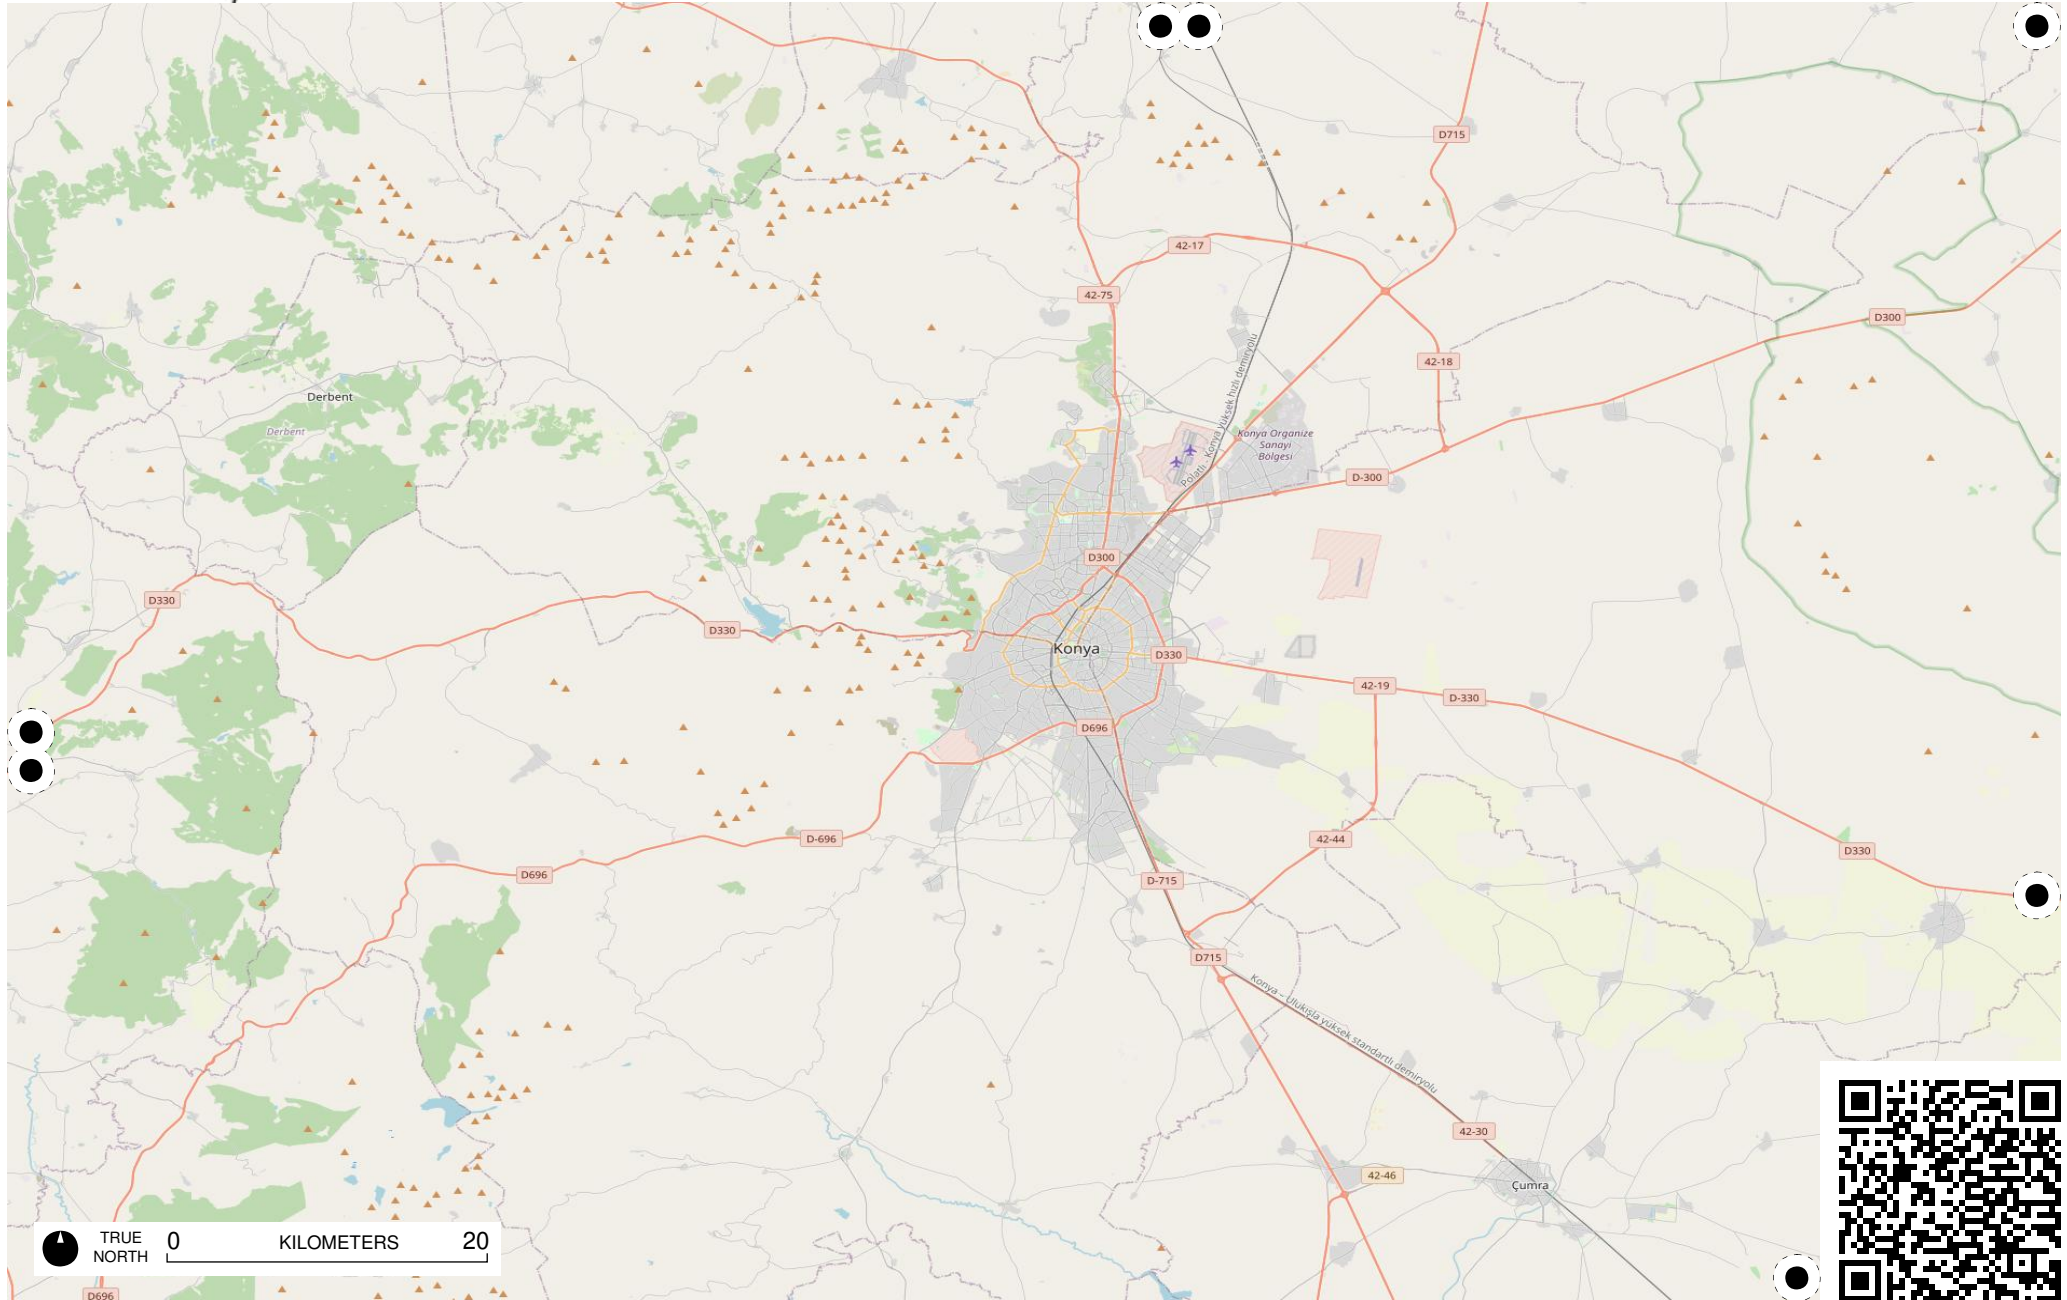 D715
42-17
42-75
D300
42-18
Polatlı - Konya yüksek hızlı demiryolu
Derbent
Derbent
Konya Organize
Sanayi
Bölgesi
D-300
D300
D330
D330
Konya
D330
42-19
D-330
D696
D-696
42-44
D330
D696
D-715
D715
Konya – Ulukışla yüksek standartlı demiryolu
42-30
42-46
Çumra
TRUE
NORTH
0 KILOMETERS 20
D696